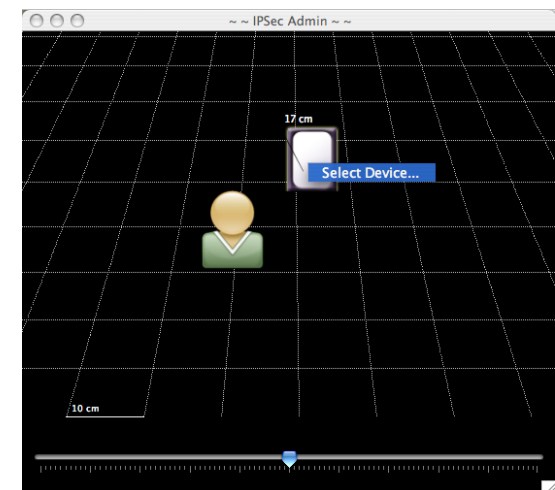 ~ ~ IPSec Admin ~ ~
17 cm
Select Device...
10 cm